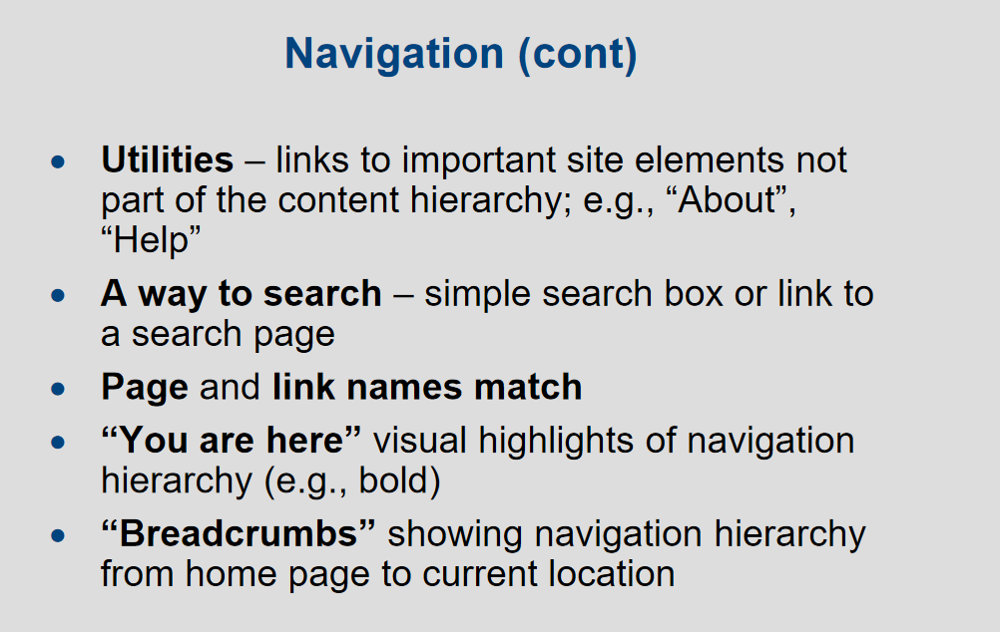 Navigation (cont)
• Utilities – links to important site elements not
part of the content hierarchy; e.g., “About”,
“Help”
• A way to search – simple search box or link to
a search page
• Page and link names match
• “You are here” visual highlights of navigation
hierarchy (e.g., bold)
• “Breadcrumbs” showing navigation hierarchy
from home page to current location